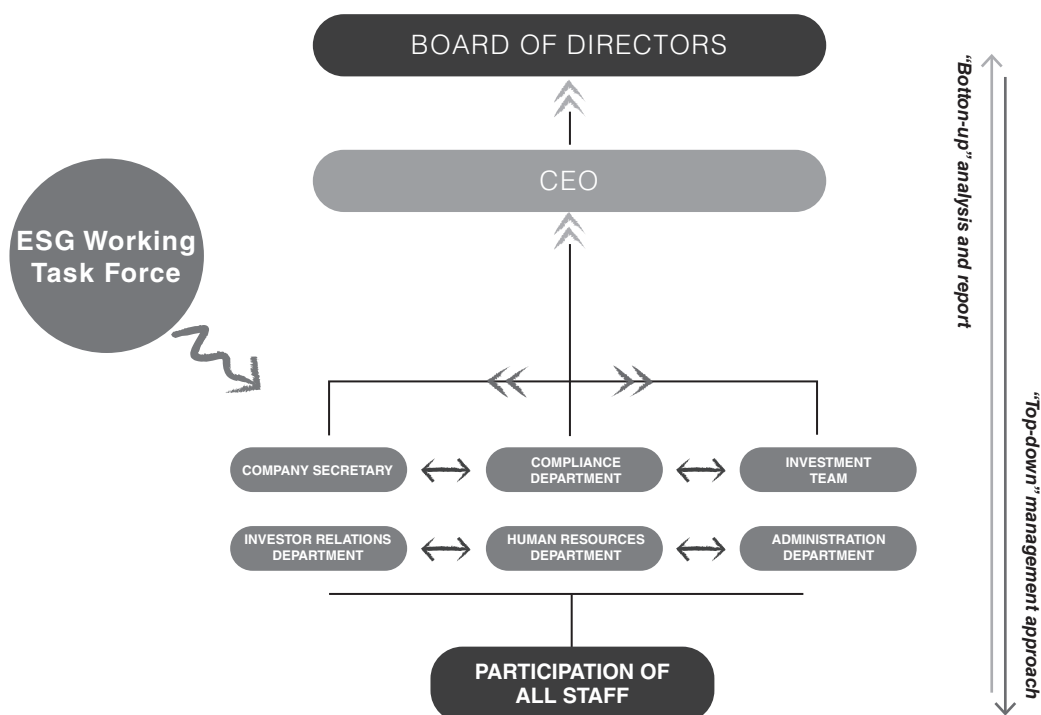 BOARD OF DIRECTORS
CEO
ESG Working
Task Force
COMPANY SECRETARY
COMPLIANCE
DEPARTMENT
INVESTMENT
TEAM
INVESTOR RELATIONS
DEPARTMENT
HUMAN RESOURCES
DEPARTMENT
ADMINISTRATION
DEPARTMENT
PARTICIPATION OF
ALL STAFF
“Botton-up” analysis and report
“Top-down” management approach